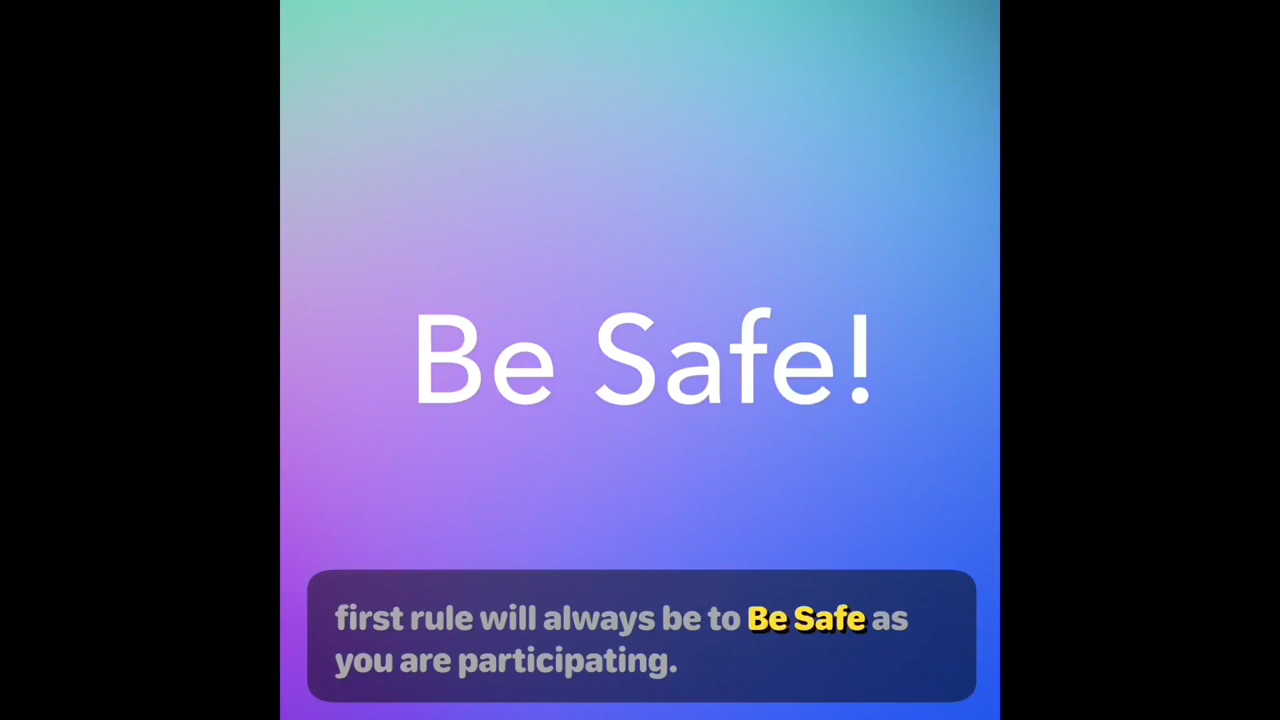 Be Safe!
first rule will always be to Be Safe as
you are participating.